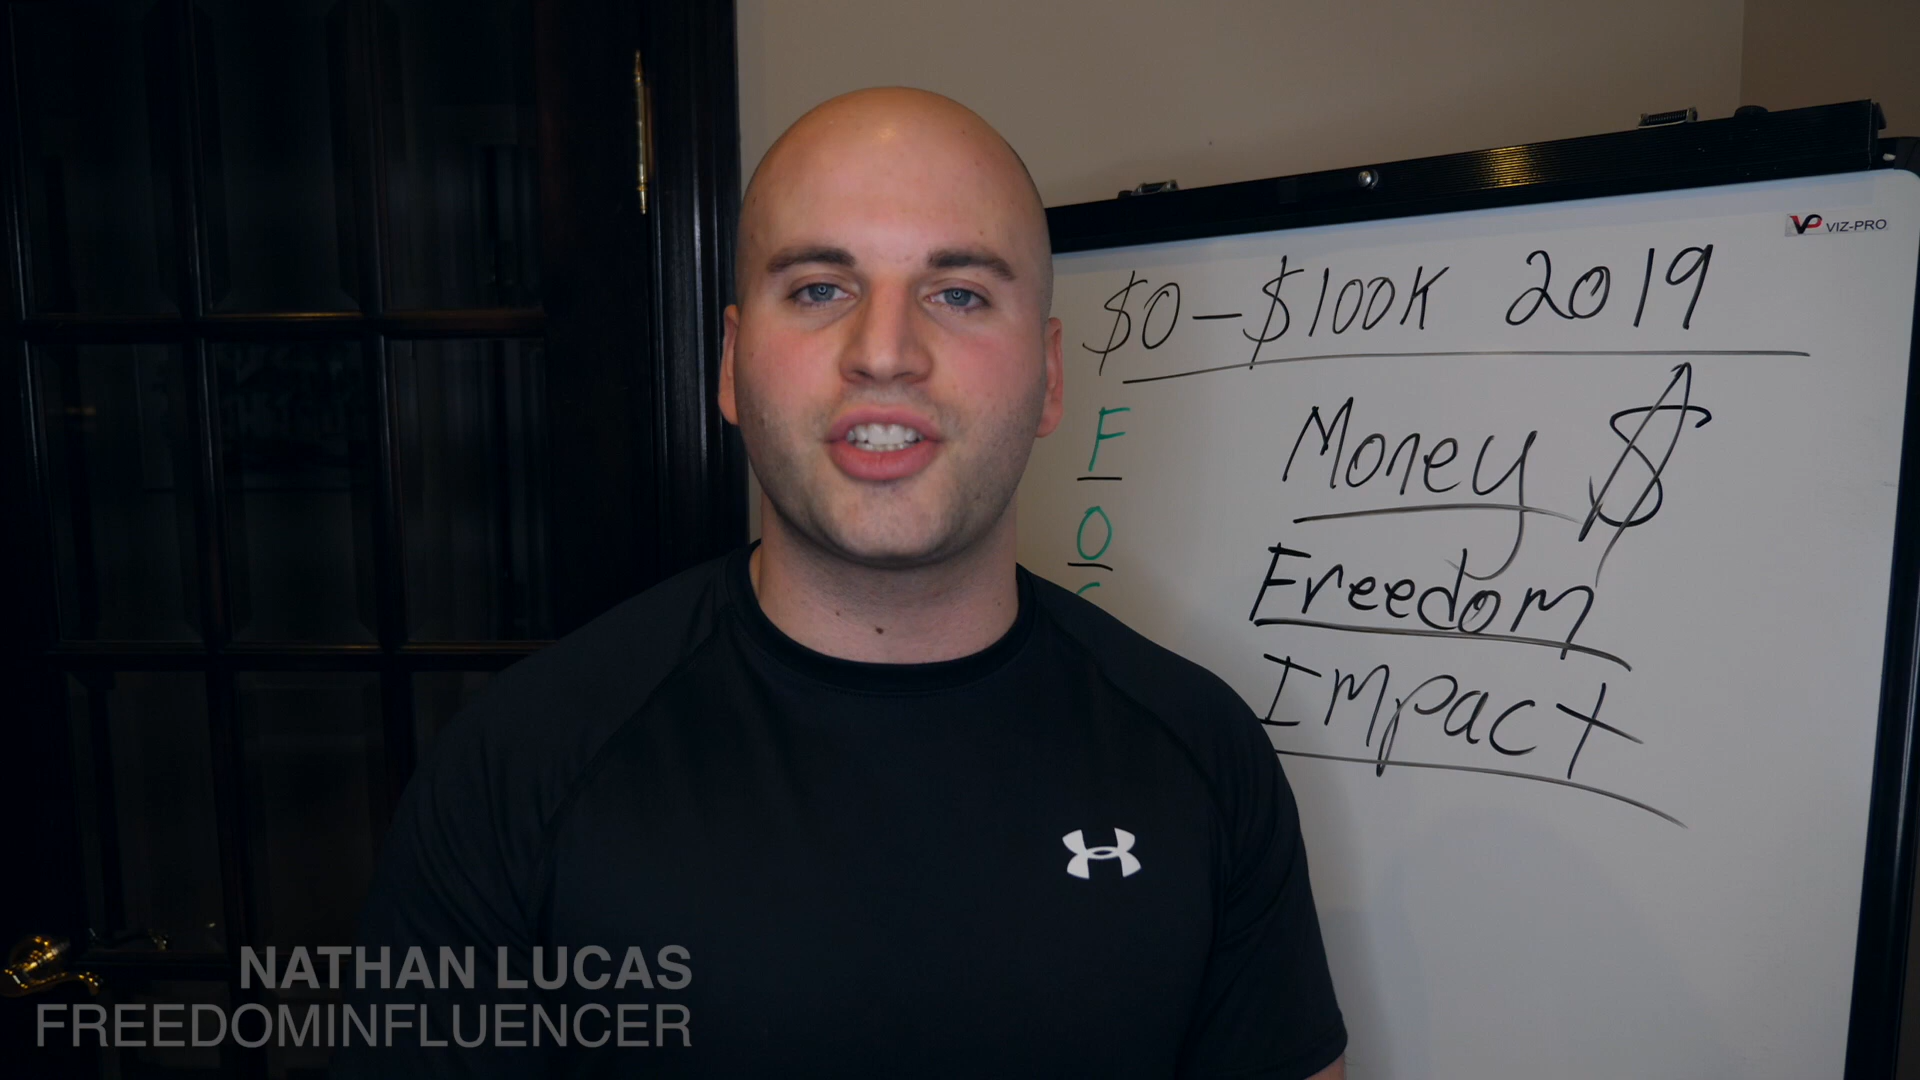 VIZ-PRO
$0-$100K 2019
F
O
Money $
Freedom
Impact
NATHAN LUCAS
FREEDOMINFLUENCER